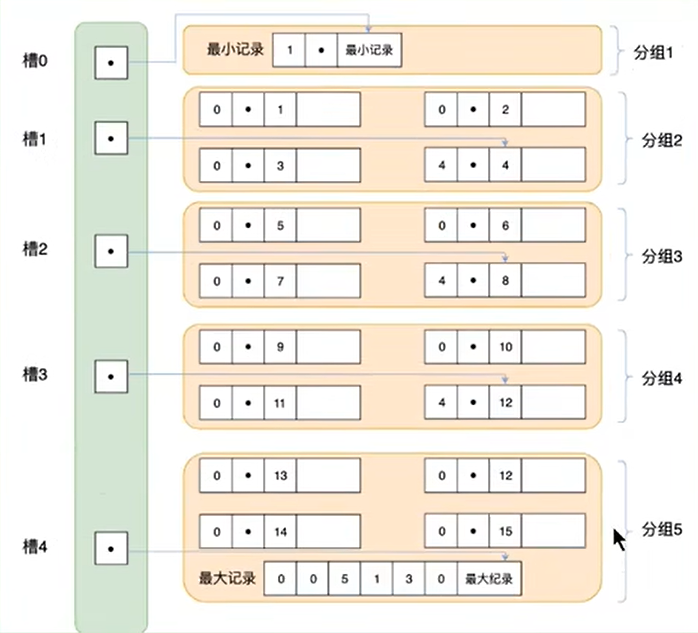 槽0
最小记录 1 • 最小记录
分组1
0 • 1
0 • 2
槽1
分组2
0 • 3
4 • 4
0 • 5
0 • 6
槽2
分组3
0 • 7
4 • 8
0 • 9
0 • 10
槽3
分组4
0 • 11
4 • 12
0 • 13
0 • 12
0 • 14
0 • 15
分组5
槽4
最大记录 0 0 5 1 3 0 最大纪录